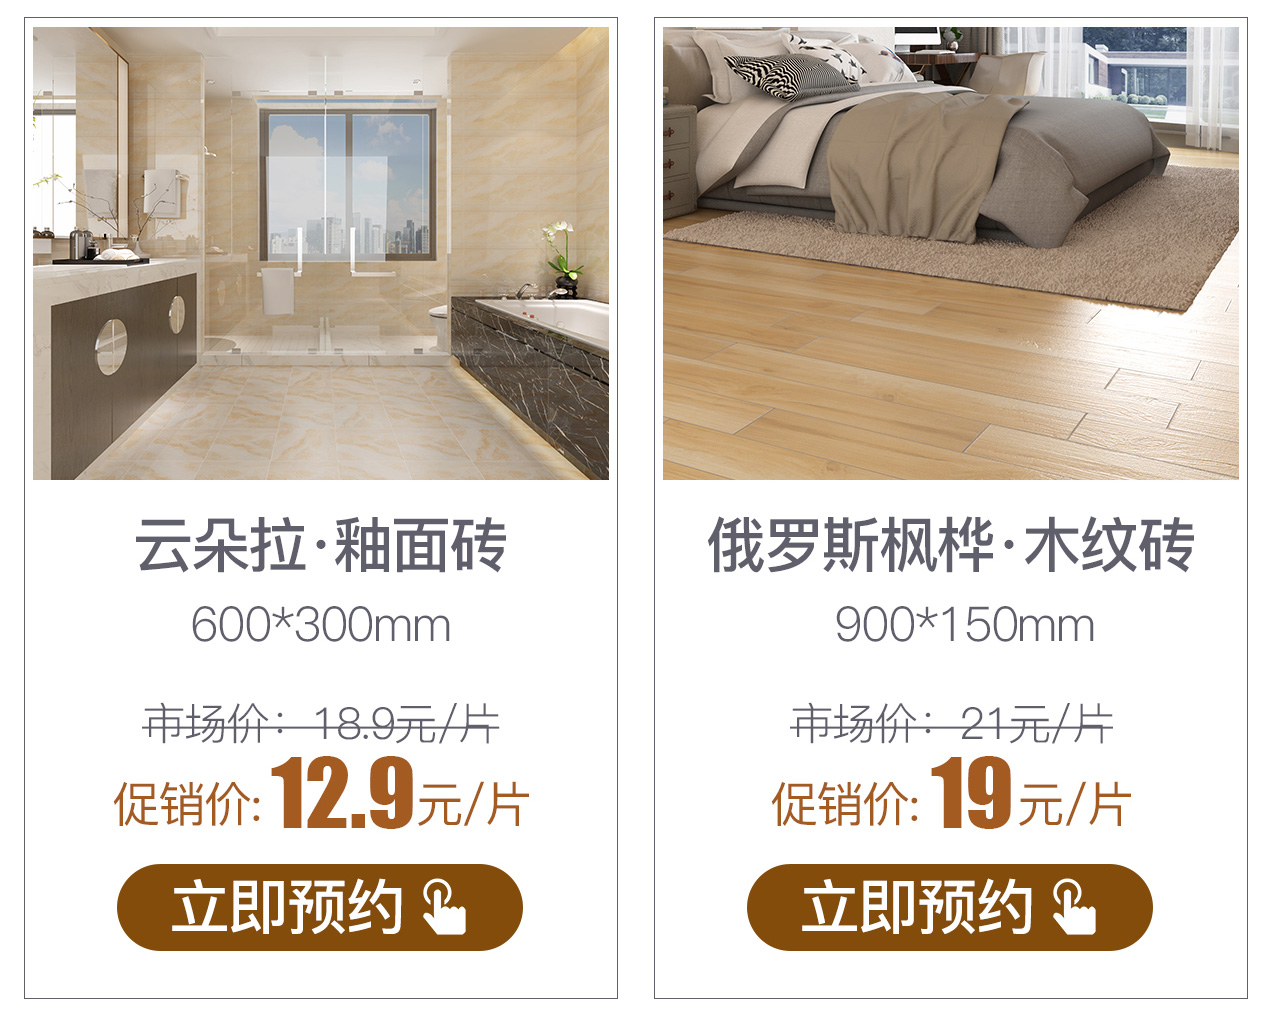 云朵拉·釉面砖
600*300mm
市场价：18.9元/片
促销价:12.9元/片
立即预约
俄罗斯枫桦·木纹砖
900*150mm
市场价：21元/片
促销价:19元/片
立即预约